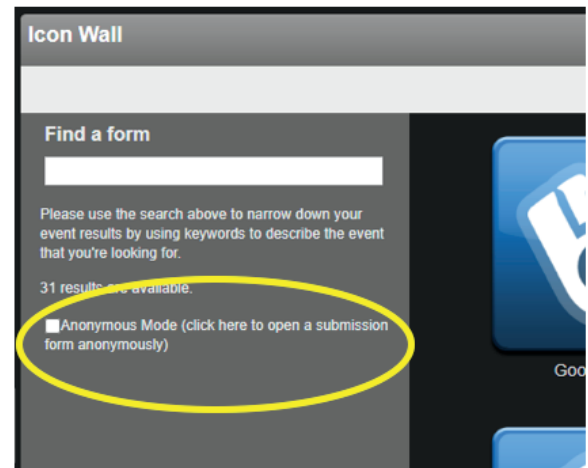 Icon Wall
Find a form
Please use the search above to narrow down your
event results by using keywords to describe the event
that you're looking for.
31 results are available.
Anonymous Mode (click here to open a submission
form anonymously)
Goo